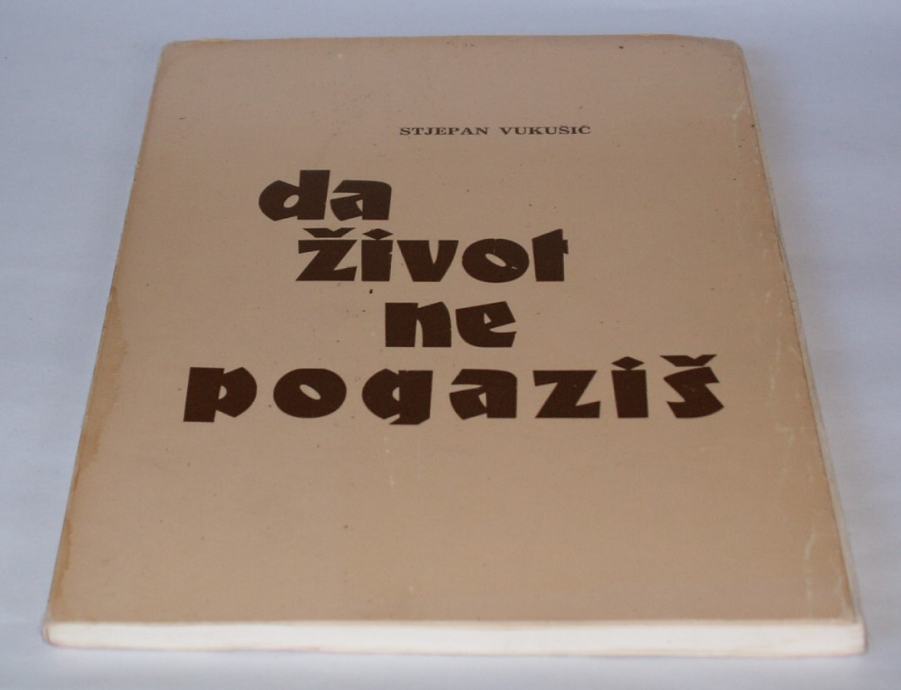 STJEPAN VUKUŠIĆ
da
život
ne
pogaziš